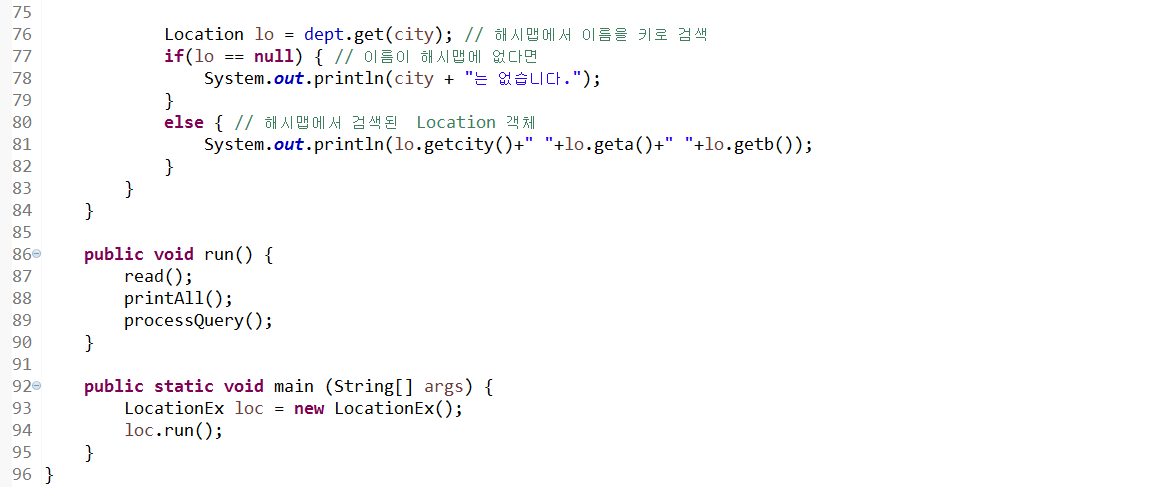 75
76            Location lo = dept.get(city); // 해시맵에서 이름을 키로 검색
77            if(lo == null) { // 이름이 해시맵에 없다면
78                System.out.println(city + "는 없습니다.");
79            }
80            else { // 해시맵에서 검색된  Location 객체
81                System.out.println(lo.getcity()+" "+lo.geta()+" "+lo.getb());
82            }
83        }
84    }
85
86    public void run() {
87        read();
88        printAll();
89        processQuery();
90    }
91
92    public static void main (String[] args) {
93        LocationEx loc = new LocationEx();
94        loc.run();
95    }
96 }